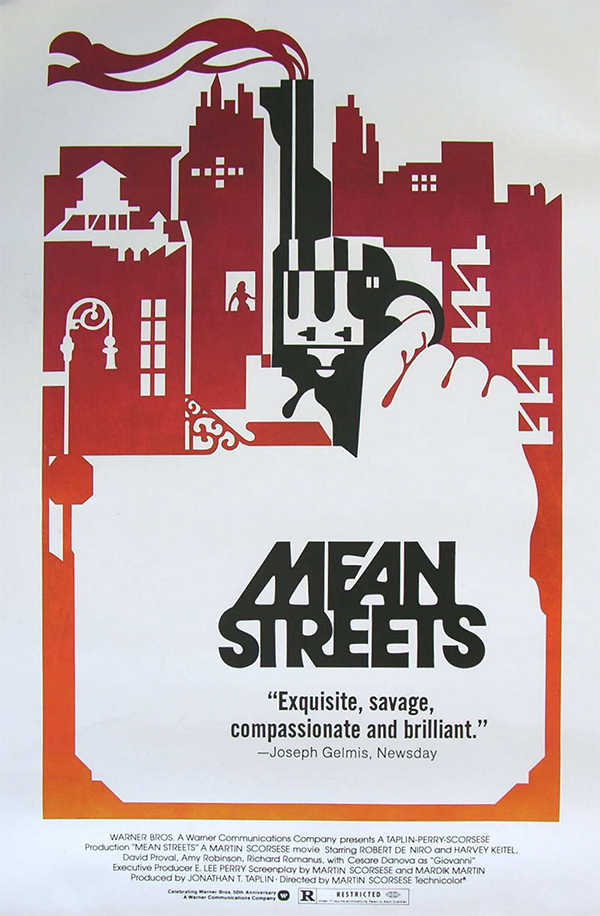 MEAN
STREETS
“Exquisite, savage,
compassionate and brilliant.”
—Joseph Gelmis, Newsday
WARNER BROS. A Warner Communications Company presents A TAPLIN-PERRY-SCORSESE
Production "MEAN STREETS" A MARTIN SCORSESE movie Starring ROBERT DE NIRO and HARVEY KEITEL,
David Proval, Amy Robinson, Richard Romanus, with Cesare Danova as "Giovanni"
Executive Producer E. LEE PERRY Screenplay by MARTIN SCORSESE and MARDIK MARTIN
Produced by JONATHAN T. TAPLIN - Directed by MARTIN SCORSESE Technicolor®
Celebrating Warner Bros. 50th Anniversary
A Warner Communications Company
R RESTRICTED